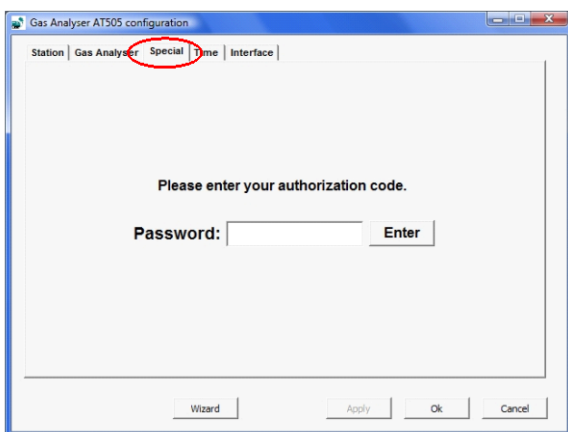 Gas Analyser AT505 configuration
Station Gas Analyser Special Time Interface
Please enter your authorization code.
Password: Enter
Wizard Apply Ok Cancel